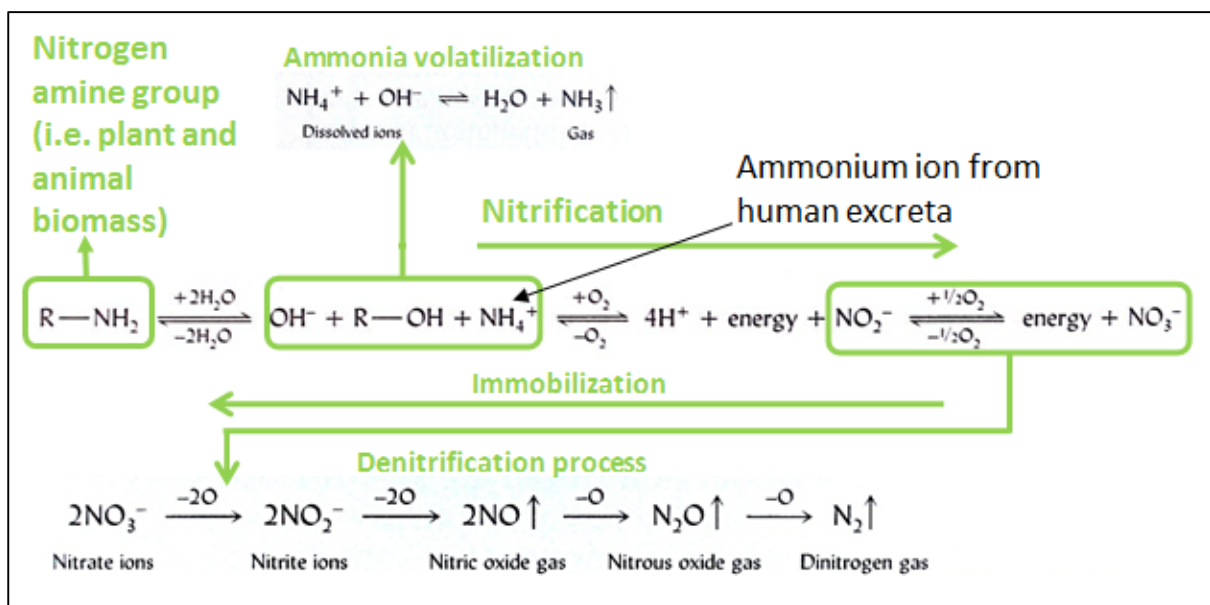 Nitrogen
amine group
(i.e. plant and
animal
biomass)
Ammonia volatilization
NH₄⁺ + OH⁻ ⇌ H₂O + NH₃↑
Dissolved ions Gas
Ammonium ion from
human excreta
Nitrification
R—NH₂ +2H₂O ⇌ −2H₂O OH⁻ + R—OH + NH₄⁺ +O₂ ⇌ −O₂ 4H⁺ + energy + NO₂⁻ +½O₂ ⇌ −½O₂ energy + NO₃⁻
Immobilization
Denitrification process
2NO₃⁻ −2O → 2NO₂⁻ −2O → 2NO↑ −O → N₂O↑ −O → N₂↑
Nitrate ions Nitrite ions Nitric oxide gas Nitrous oxide gas Dinitrogen gas